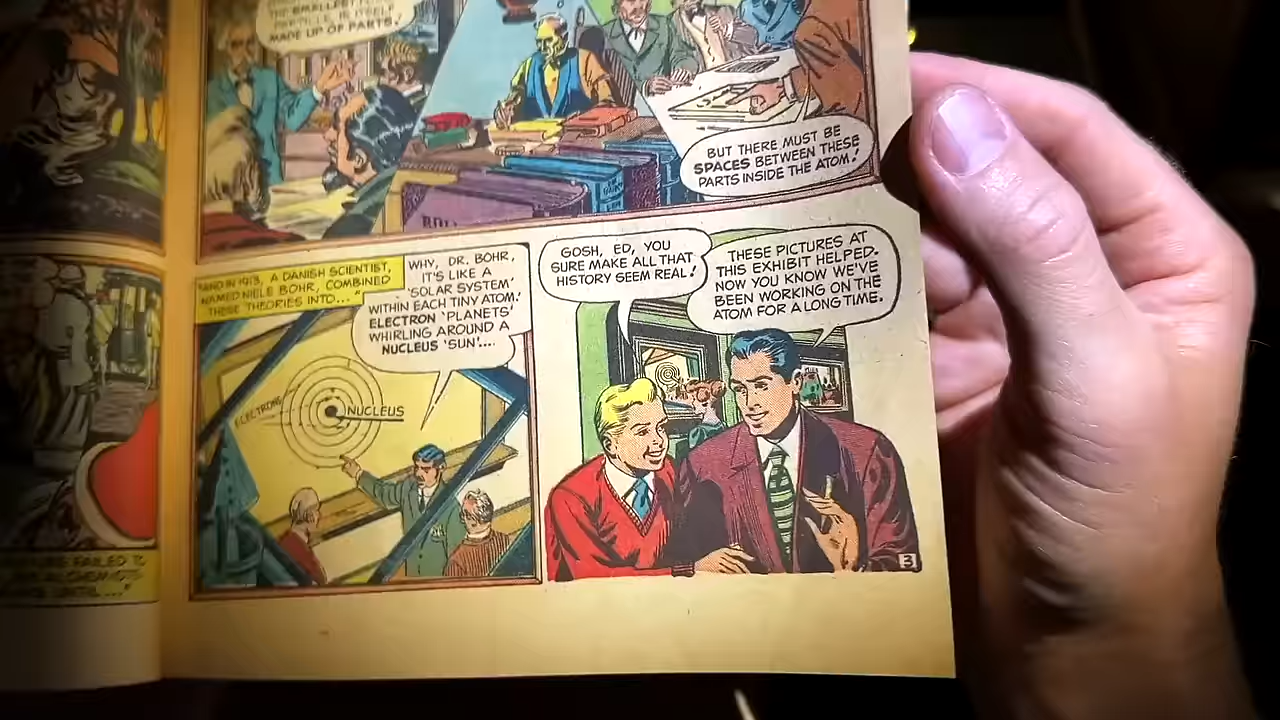 MADE UP OF PARTS.
BUT THERE MUST BE
SPACES BETWEEN THESE
PARTS INSIDE THE ATOM!
AND IN 1913, A DANISH SCIENTIST,
NAMED NIELE BOHR, COMBINED
THESE THEORIES INTO..."
WHY, DR. BOHR,
IT'S LIKE A
'SOLAR SYSTEM'
WITHIN EACH TINY ATOM!
ELECTRON 'PLANETS'
WHIRLING AROUND A
NUCLEUS 'SUN'....
ELECTRONS
NUCLEUS
GOSH, ED, YOU
SURE MAKE ALL THAT
HISTORY SEEM REAL!
THESE PICTURES AT
THIS EXHIBIT HELPED.
NOW YOU KNOW WE'VE
BEEN WORKING ON THE
ATOM FOR A LONG TIME.
3
FAILED TO
UNTIL..."